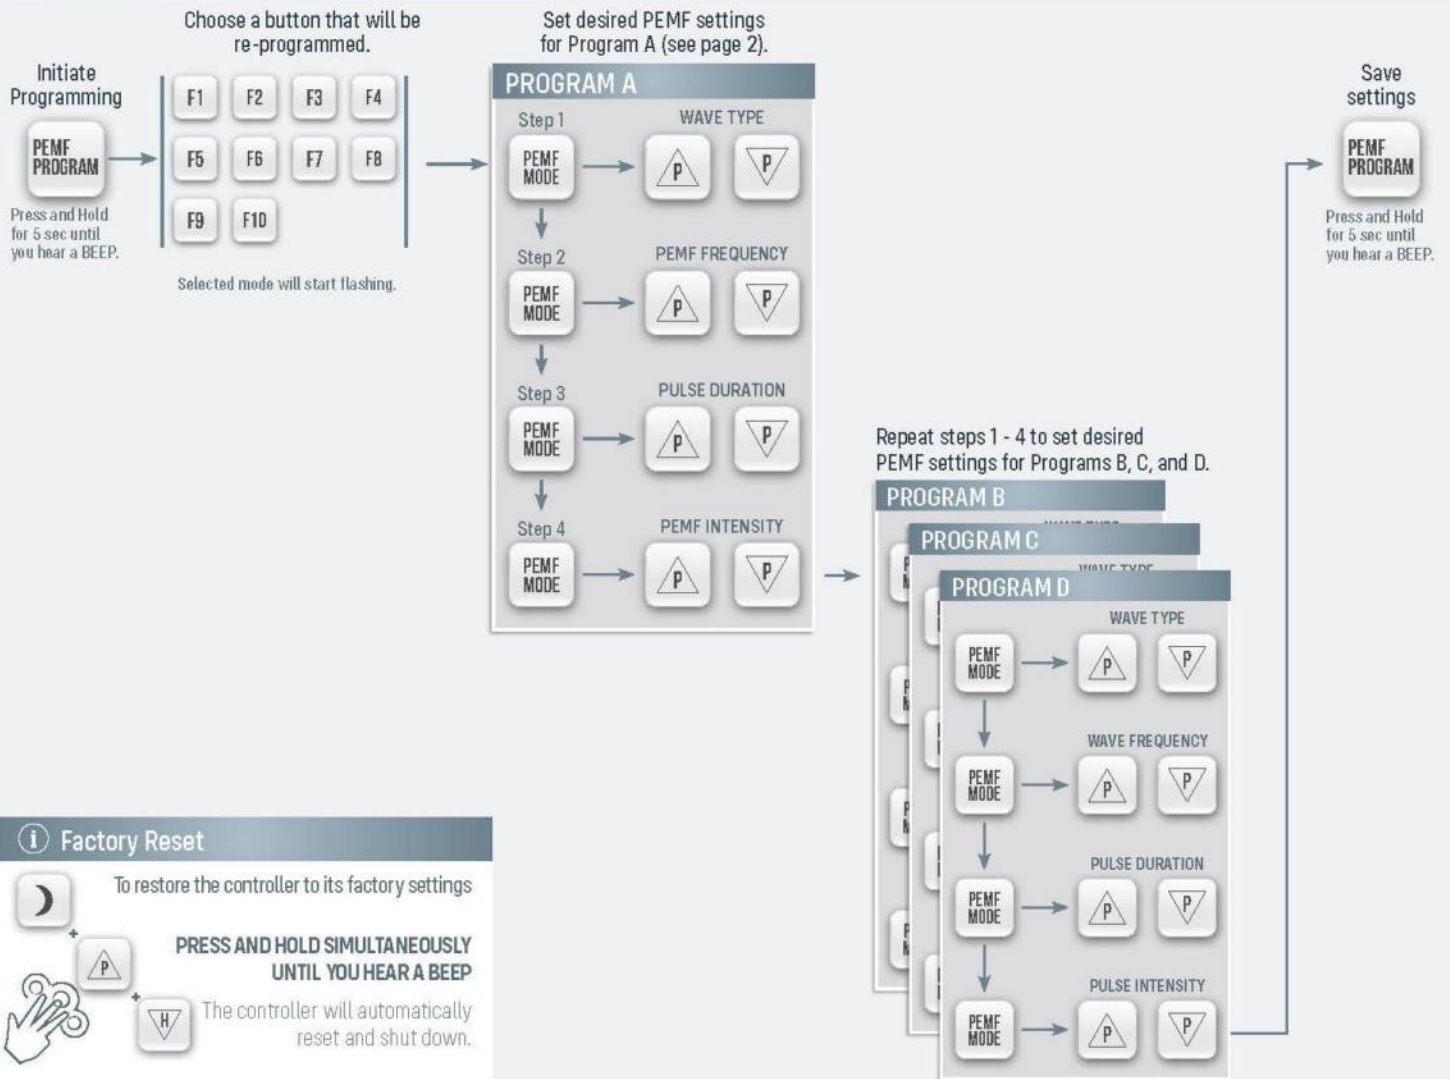 Initiate
Programming
PEMF
PROGRAM
Press and Hold
for 5 sec until
you hear a BEEP.
Choose a button that will be
re-programmed.
F1 F2 F3 F4
F5 F6 F7 F8
F9 F10
Selected mode will start flashing.
Set desired PEMF settings
for Program A (see page 2).
PROGRAM A
Step 1
WAVE TYPE
PEMF
MODE
P P
Step 2
PEMF FREQUENCY
PEMF
MODE
P P
Step 3
PULSE DURATION
PEMF
MODE
P P
Step 4
PEMF INTENSITY
PEMF
MODE
P P
Repeat steps 1 - 4 to set desired
PEMF settings for Programs B, C, and D.
PROGRAM B
PROGRAM C
WAVE TYPE
PROGRAM D
WAVE TYPE
PEMF
MODE
P P
WAVE FREQUENCY
PEMF
MODE
P P
PULSE DURATION
PEMF
MODE
P P
PULSE INTENSITY
PEMF
MODE
P P
Save
settings
PEMF
PROGRAM
Press and Hold
for 5 sec until
you hear a BEEP.
i Factory Reset
To restore the controller to its factory settings
+
P
+
H
PRESS AND HOLD SIMULTANEOUSLY
UNTIL YOU HEAR A BEEP
The controller will automatically
reset and shut down.